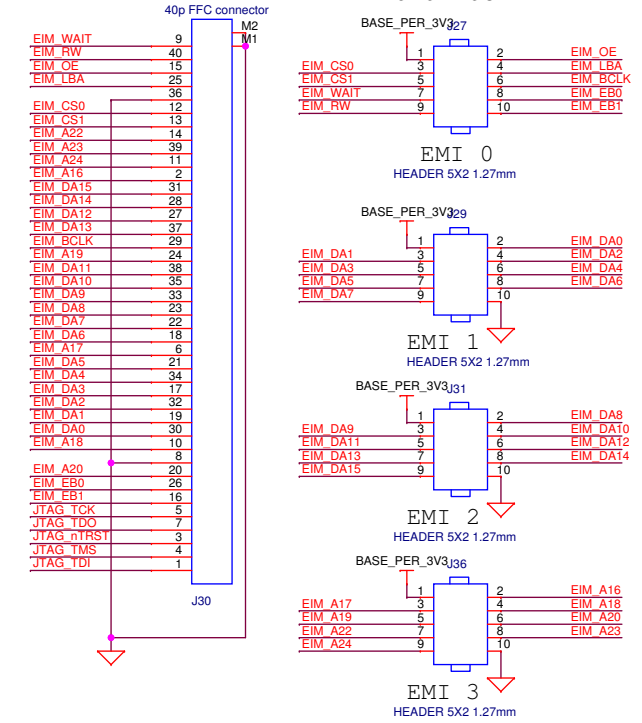 40p FFC connector
M2
M1
EIM_WAIT 9
EIM_RW 40
EIM_OE 15
EIM_LBA 25
36
EIM_CS0 12
EIM_CS1 13
EIM_A22 14
EIM_A23 39
EIM_A24 11
EIM_A16 2
EIM_DA15 31
EIM_DA14 28
EIM_DA12 27
EIM_DA13 37
EIM_BCLK 29
EIM_A19 24
EIM_DA11 38
EIM_DA10 35
EIM_DA9 33
EIM_DA8 23
EIM_DA7 22
EIM_DA6 18
EIM_A17 6
EIM_DA5 21
EIM_DA4 34
EIM_DA3 17
EIM_DA2 32
EIM_DA1 19
EIM_DA0 30
EIM_A18 10
8
EIM_A20 20
EIM_EB0 26
EIM_EB1 16
JTAG_TCK 5
JTAG_TDO 7
JTAG_nTRST 3
JTAG_TMS 4
JTAG_TDI 1
J30
BASE_PER_3V3 J27
1 2 EIM_OE
EIM_CS0 3 4 EIM_LBA
EIM_CS1 5 6 EIM_BCLK
EIM_WAIT 7 8 EIM_EB0
EIM_RW 9 10 EIM_EB1
EMI 0
HEADER 5X2 1.27mm
BASE_PER_3V3 J29
1 2 EIM_DA0
EIM_DA1 3 4 EIM_DA2
EIM_DA3 5 6 EIM_DA4
EIM_DA5 7 8 EIM_DA6
EIM_DA7 9 10
EMI 1
HEADER 5X2 1.27mm
BASE_PER_3V3 J31
1 2 EIM_DA8
EIM_DA9 3 4 EIM_DA10
EIM_DA11 5 6 EIM_DA12
EIM_DA13 7 8 EIM_DA14
EIM_DA15 9 10
EMI 2
HEADER 5X2 1.27mm
BASE_PER_3V3 J36
1 2 EIM_A16
EIM_A17 3 4 EIM_A18
EIM_A19 5 6 EIM_A20
EIM_A22 7 8 EIM_A23
EIM_A24 9 10
EMI 3
HEADER 5X2 1.27mm